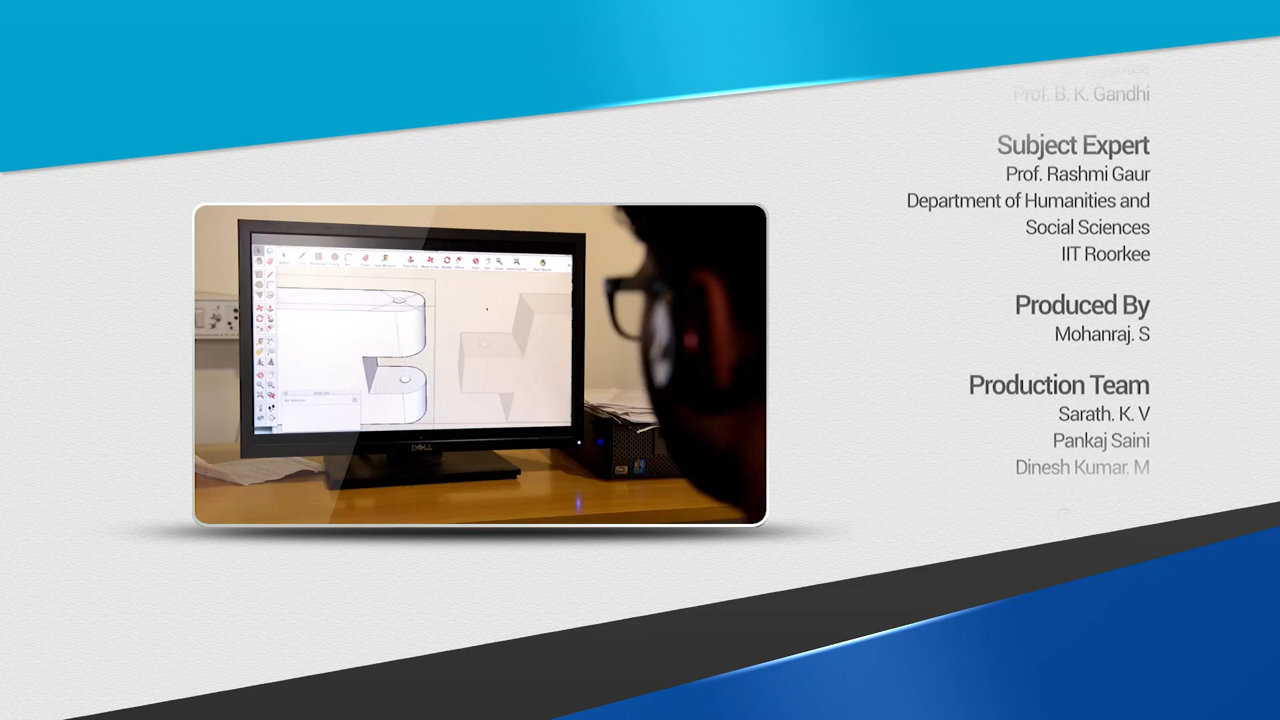 Prof. B. K. Gandhi
Subject Expert
Prof. Rashmi Gaur
Department of Humanities and
Social Sciences
IIT Roorkee
Produced By
Mohanraj. S
Production Team
Sarath. K. V
Pankaj Saini
Dinesh Kumar. M
DELL